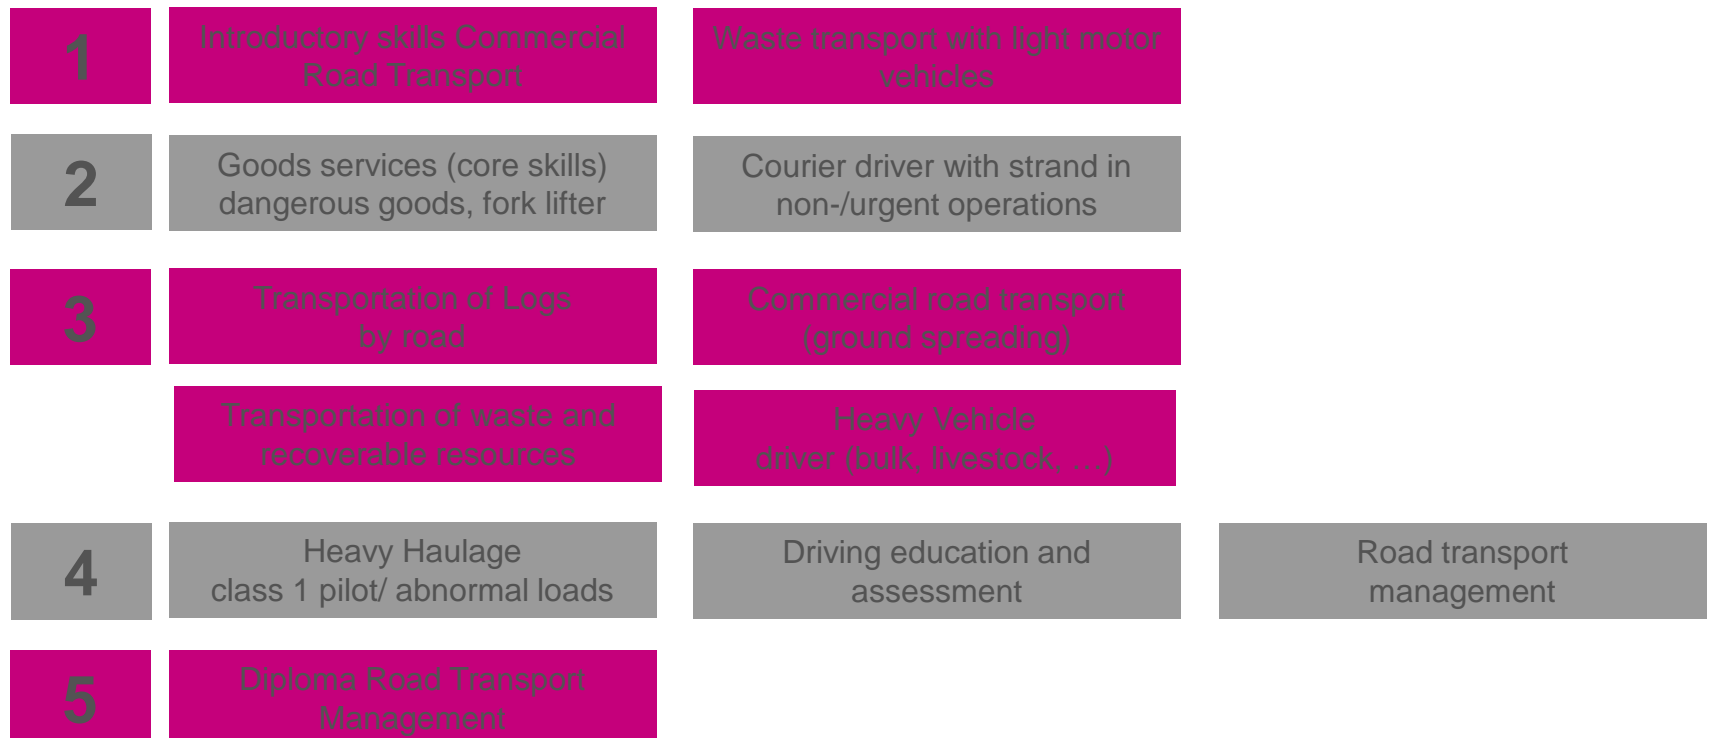 1
Introductory skills Commercial
Road Transport
Waste transport with light motor
vehicles
2
Goods services (core skills)
dangerous goods, fork lifter
Courier driver with strand in
non-/urgent operations
3
Transportation of Logs
by road
Commercial road transport
(ground spreading)
Transportation of waste and
recoverable resources
Heavy Vehicle
driver (bulk, livestock, …)
4
Heavy Haulage
class 1 pilot/ abnormal loads
Driving education and
assessment
Road transport
management
5
Diploma Road Transport
Management